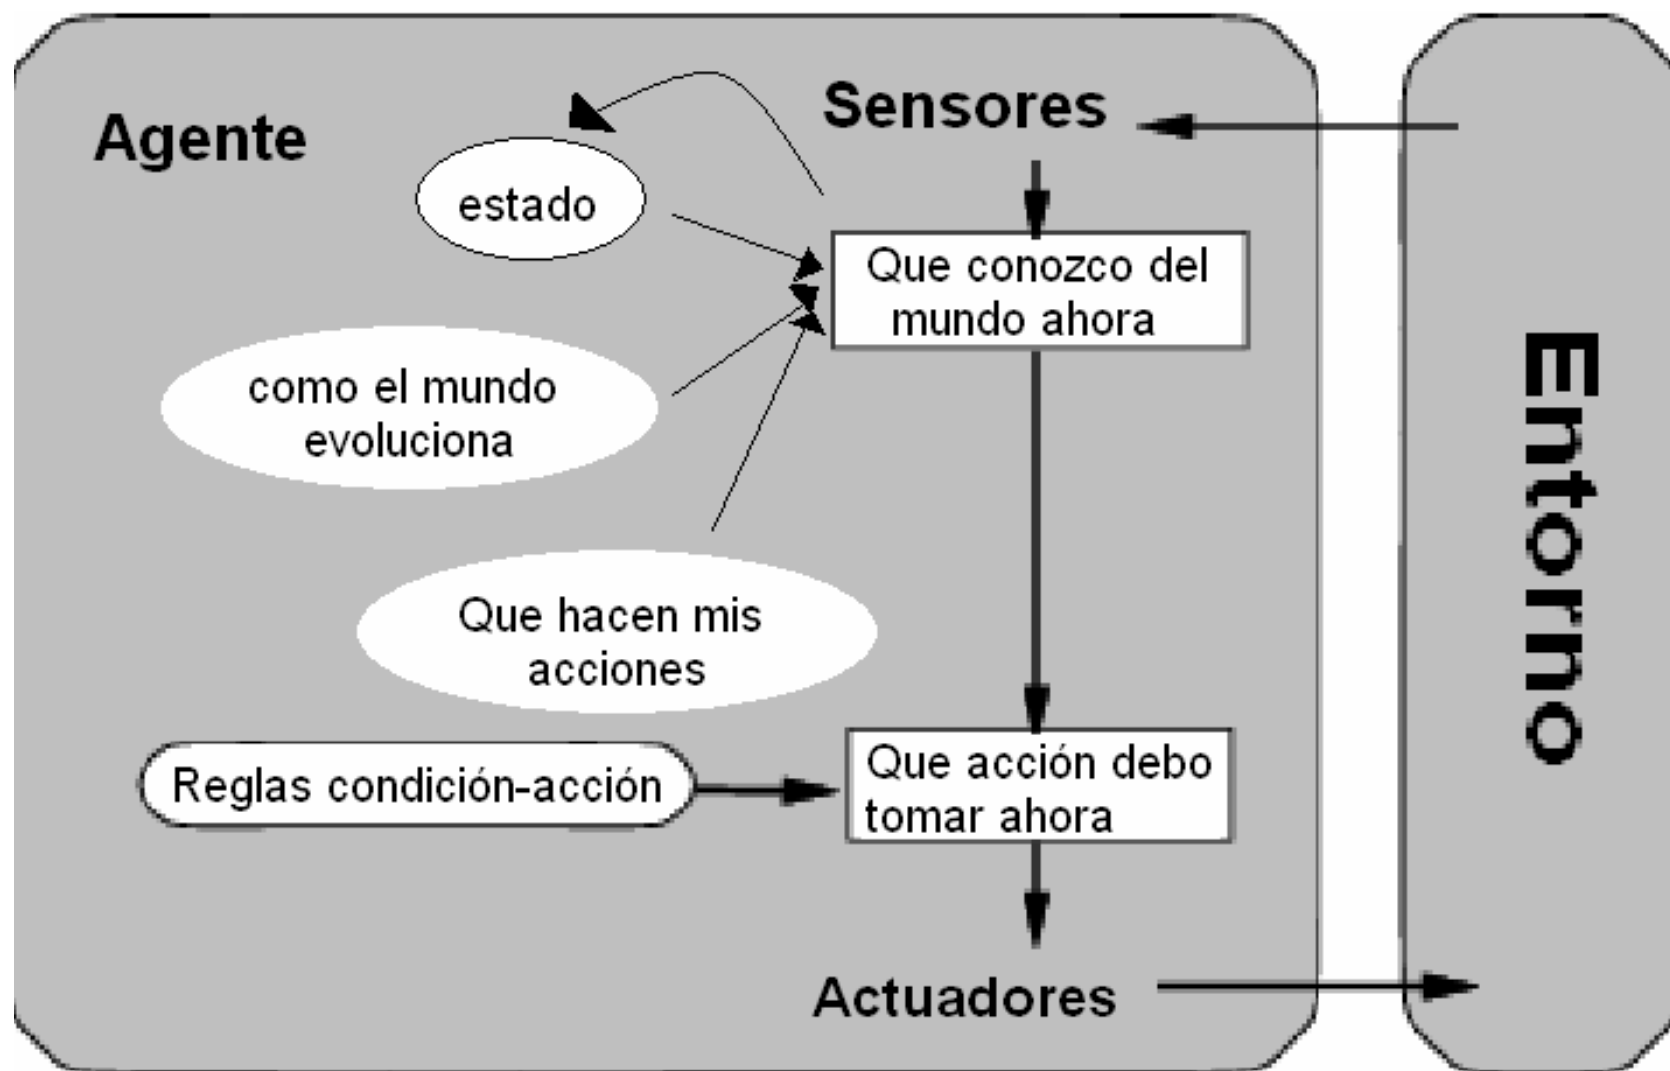 Agente
Sensores
estado
Que conozco del
mundo ahora
como el mundo
evoluciona
Que hacen mis
acciones
Reglas condición-acción
Que acción debo
tomar ahora
Actuadores
Entorno